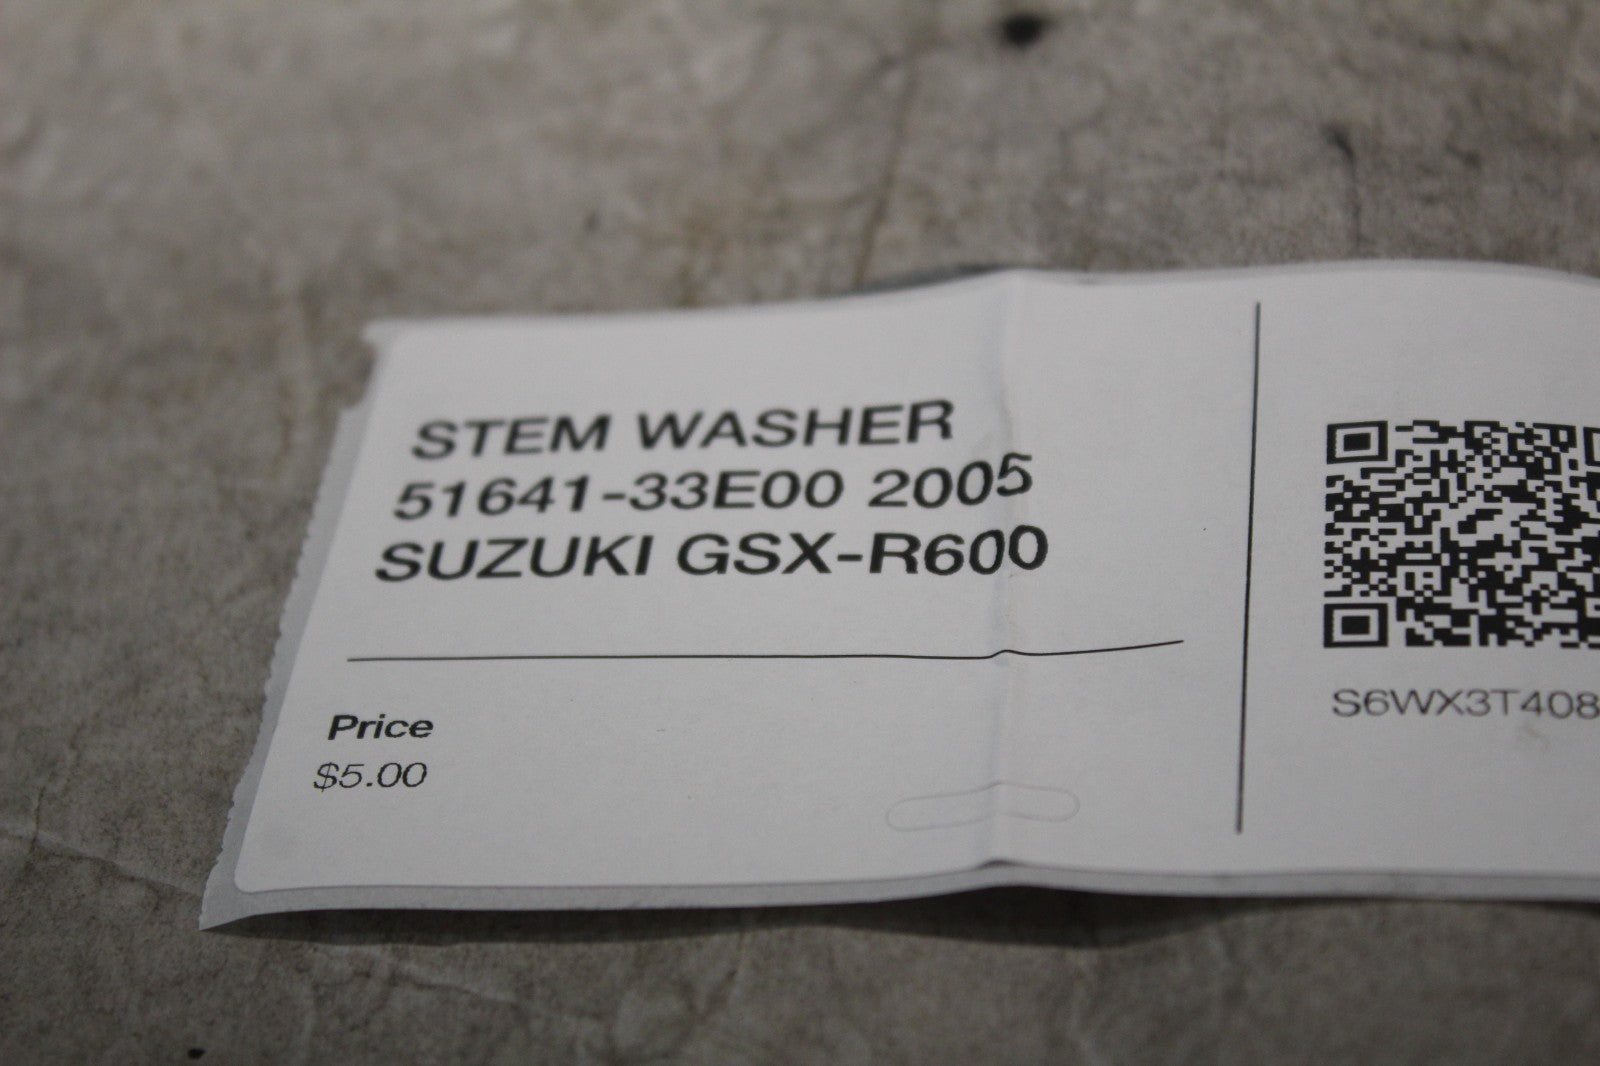 STEM WASHER
51641-33E00 2005
SUZUKI GSX-R600
Price
$5.00
S6WX3T408